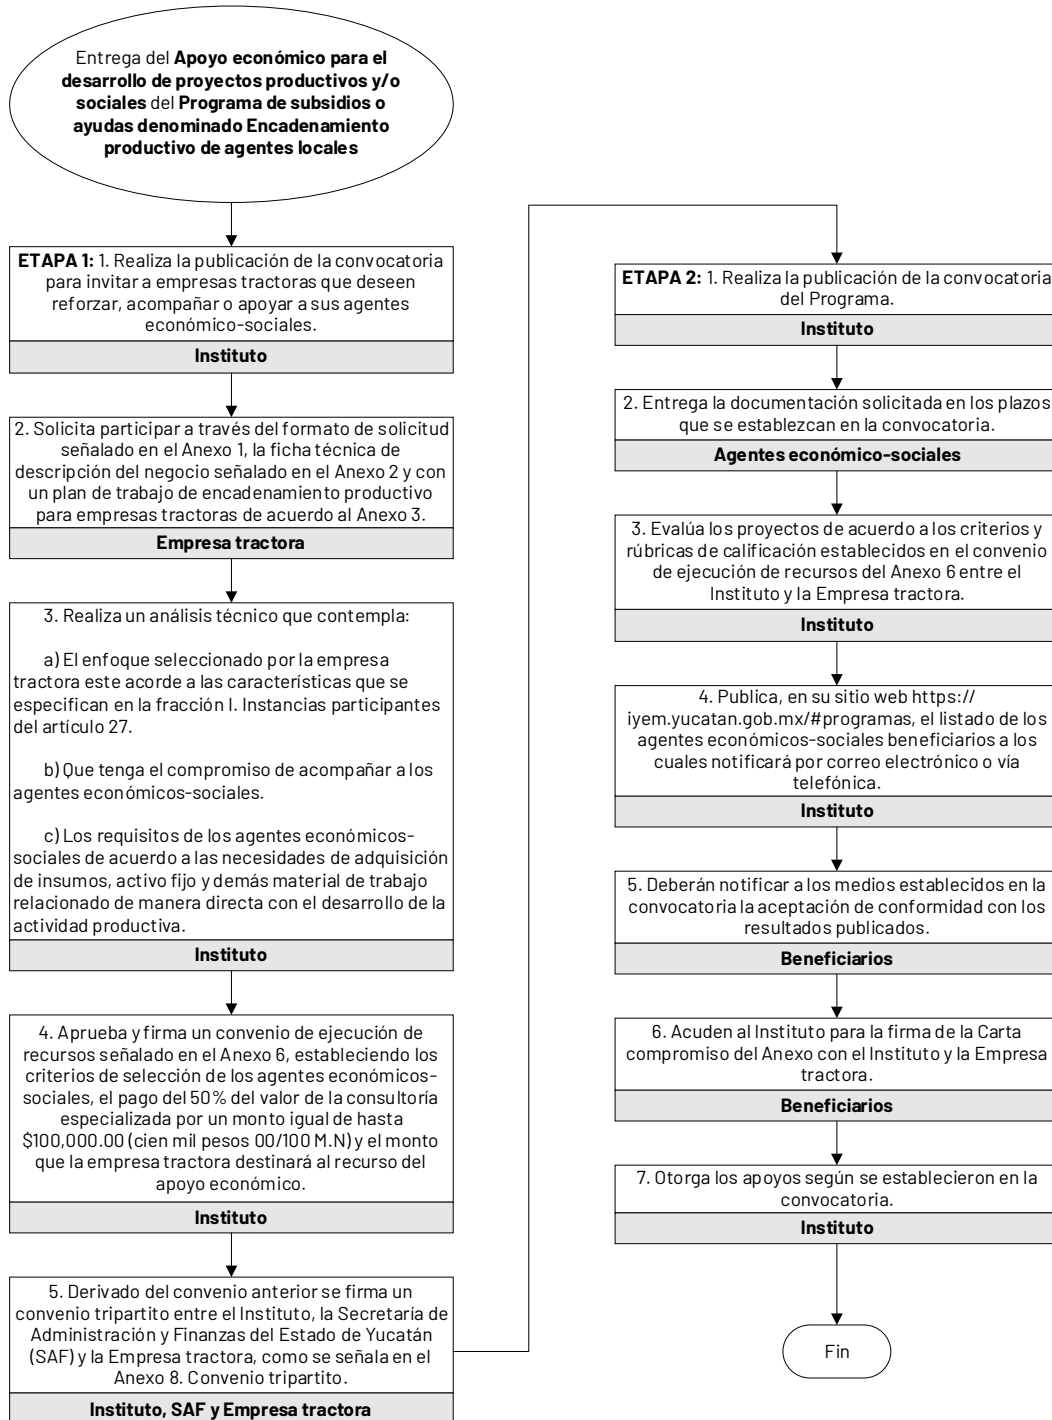 Entrega del Apoyo económico para el
desarrollo de proyectos productivos y/o
sociales del Programa de subsidios o
ayudas denominado Encadenamiento
productivo de agentes locales
ETAPA 1: 1. Realiza la publicación de la convocatoria
para invitar a empresas tractoras que deseen
reforzar, acompañar o apoyar a sus agentes
económico-sociales.
Instituto
2. Solicita participar a través del formato de solicitud
señalado en el Anexo 1, la ficha técnica de
descripción del negocio señalado en el Anexo 2 y con
un plan de trabajo de encadenamiento productivo
para empresas tractoras de acuerdo al Anexo 3.
Empresa tractora
3. Realiza un análisis técnico que contempla:
a) El enfoque seleccionado por la empresa
tractora este acorde a las características que se
especifican en la fracción I. Instancias participantes
del artículo 27.
b) Que tenga el compromiso de acompañar a los
agentes económicos-sociales.
c) Los requisitos de los agentes económicos-
sociales de acuerdo a las necesidades de adquisición
de insumos, activo fijo y demás material de trabajo
relacionado de manera directa con el desarrollo de la
actividad productiva.
Instituto
4. Aprueba y firma un convenio de ejecución de
recursos señalado en el Anexo 6, estableciendo los
criterios de selección de los agentes económicos-
sociales, el pago del 50% del valor de la consultoría
especializada por un monto igual de hasta
$100,000.00 (cien mil pesos 00/100 M.N) y el monto
que la empresa tractora destinará al recurso del
apoyo económico.
Instituto
5. Derivado del convenio anterior se firma un
convenio tripartito entre el Instituto, la Secretaría de
Administración y Finanzas del Estado de Yucatán
(SAF) y la Empresa tractora, como se señala en el
Anexo 8. Convenio tripartito.
Instituto, SAF y Empresa tractora
ETAPA 2: 1. Realiza la publicación de la convocatoria
del Programa.
Instituto
2. Entrega la documentación solicitada en los plazos
que se establezcan en la convocatoria.
Agentes económico-sociales
3. Evalúa los proyectos de acuerdo a los criterios y
rúbricas de calificación establecidos en el convenio
de ejecución de recursos del Anexo 6 entre el
Instituto y la Empresa tractora.
Instituto
4. Publica, en su sitio web https://
iyem.yucatan.gob.mx/#programas, el listado de los
agentes económicos-sociales beneficiarios a los
cuales notificará por correo electrónico o vía
telefónica.
Instituto
5. Deberán notificar a los medios establecidos en la
convocatoria la aceptación de conformidad con los
resultados publicados.
Beneficiarios
6. Acuden al Instituto para la firma de la Carta
compromiso del Anexo con el Instituto y la Empresa
tractora.
Beneficiarios
7. Otorga los apoyos según se establecieron en la
convocatoria.
Instituto
Fin